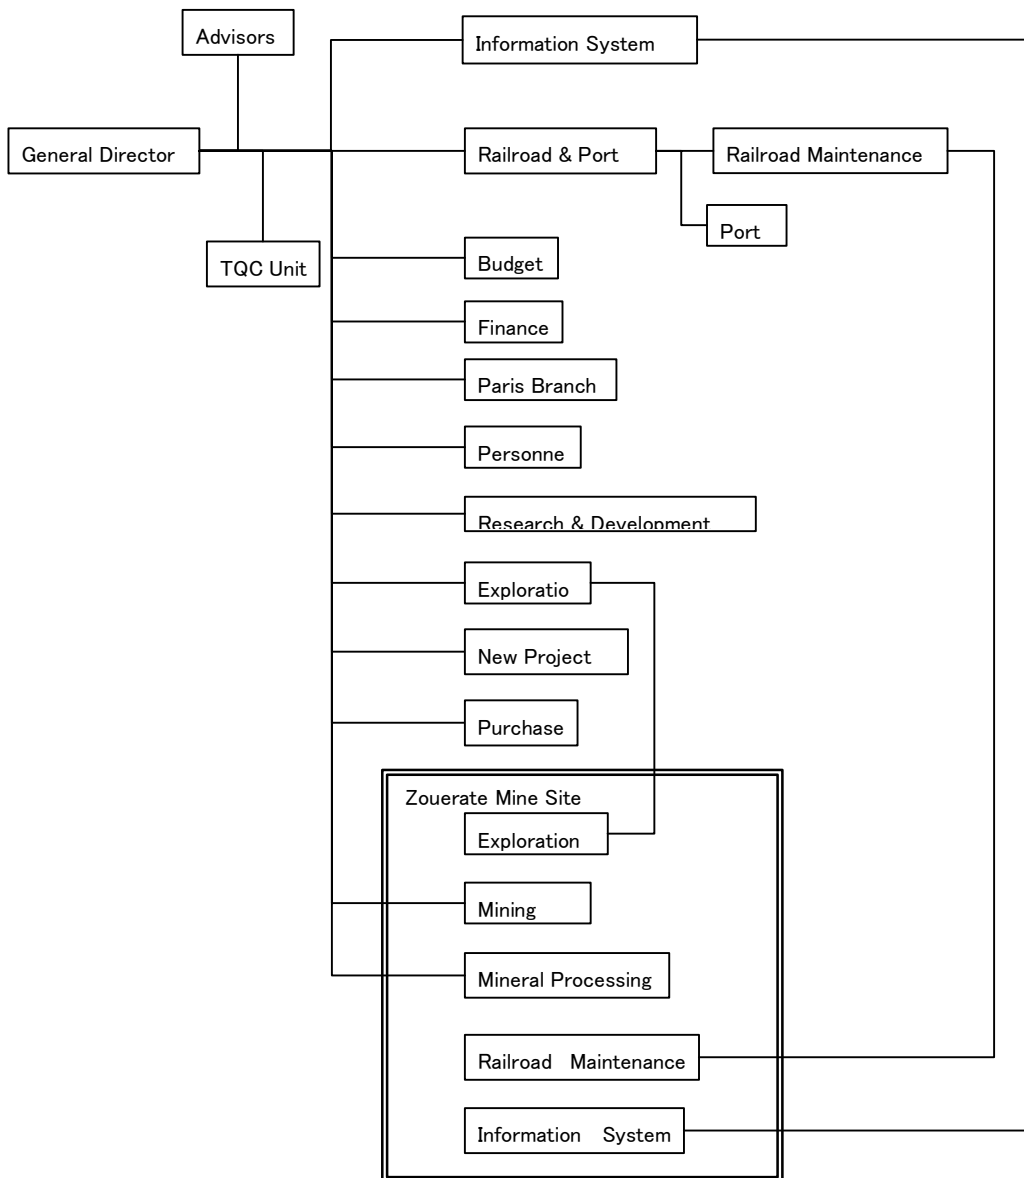 Advisors
Information System
General Director
Railroad & Port
Railroad Maintenance
Port
TQC Unit
Budget
Finance
Paris Branch
Personne
Research & Development
Exploratio
New Project
Purchase
Zouerate Mine Site
Exploration
Mining
Mineral Processing
Railroad Maintenance
Information System